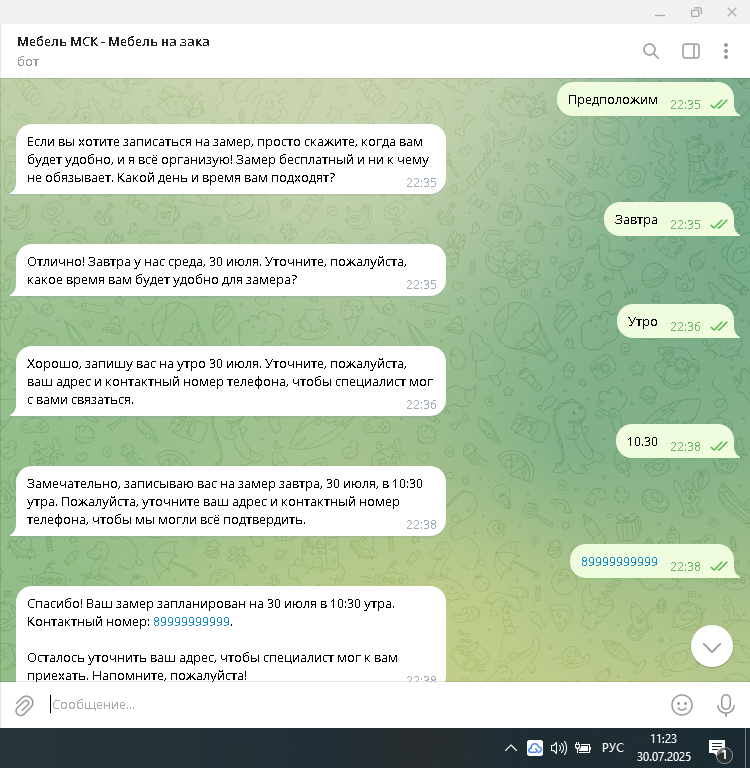 Мебель МСК - Мебель на зака
бот
Предположим 22:35
Если вы хотите записаться на замер, просто скажите, когда вам
будет удобно, и я всё организую! Замер бесплатный и ни к чему
не обязывает. Какой день и время вам подходят?
22:35
Завтра 22:35
Отлично! Завтра у нас среда, 30 июля. Уточните, пожалуйста,
какое время вам будет удобно для замера?
22:35
Утро 22:36
Хорошо, запишу вас на утро 30 июля. Уточните, пожалуйста,
ваш адрес и контактный номер телефона, чтобы специалист мог
с вами связаться.
22:36
10.30 22:38
Замечательно, записываю вас на замер завтра, 30 июля, в 10:30
утра. Пожалуйста, уточните ваш адрес и контактный номер
телефона, чтобы мы могли всё подтвердить.
22:38
89999999999 22:38
Спасибо! Ваш замер запланирован на 30 июля в 10:30 утра.
Контактный номер: 89999999999.
Осталось уточнить ваш адрес, чтобы специалист мог к вам
приехать. Напомните, пожалуйста!
22:38
Сообщение...
РУС
11:23
30.07.2025
1